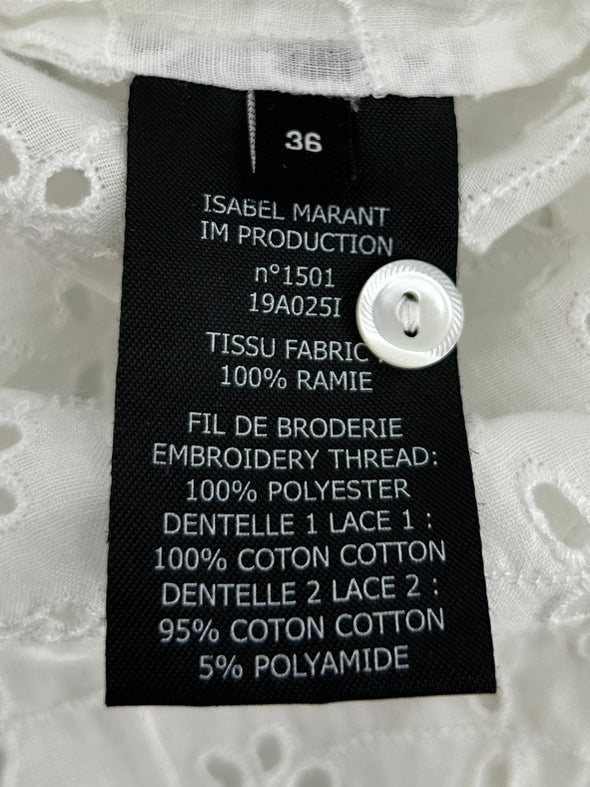 36
ISABEL MARANT
IM PRODUCTION
n°1501
19A025I
TISSU FABRIC
100% RAMIE
FIL DE BRODERIE
EMBROIDERY THREAD:
100% POLYESTER
DENTELLE 1 LACE 1 :
100% COTON COTTON
DENTELLE 2 LACE 2 :
95% COTON COTTON
5% POLYAMIDE